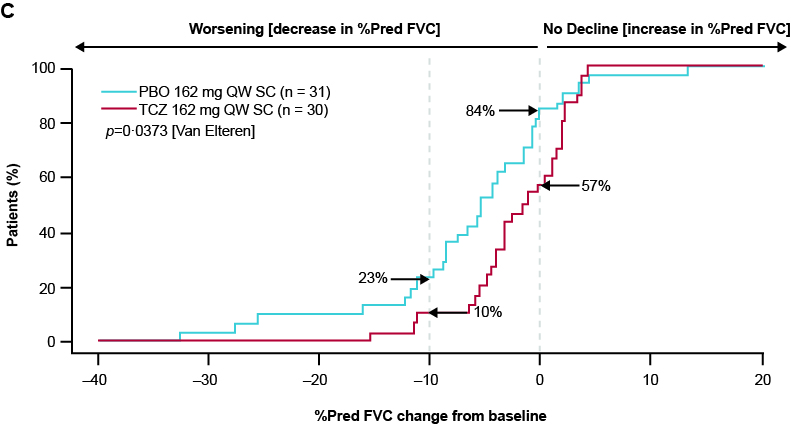 C
Worsening [decrease in %Pred FVC]
No Decline [increase in %Pred FVC]
100
80
60
40
20
0
Patients (%)
PBO 162 mg QW SC (n = 31)
TCZ 162 mg QW SC (n = 30)
p=0·0373 [Van Elteren]
84%
57%
23%
10%
–40
–30
–20
–10
0
10
20
%Pred FVC change from baseline